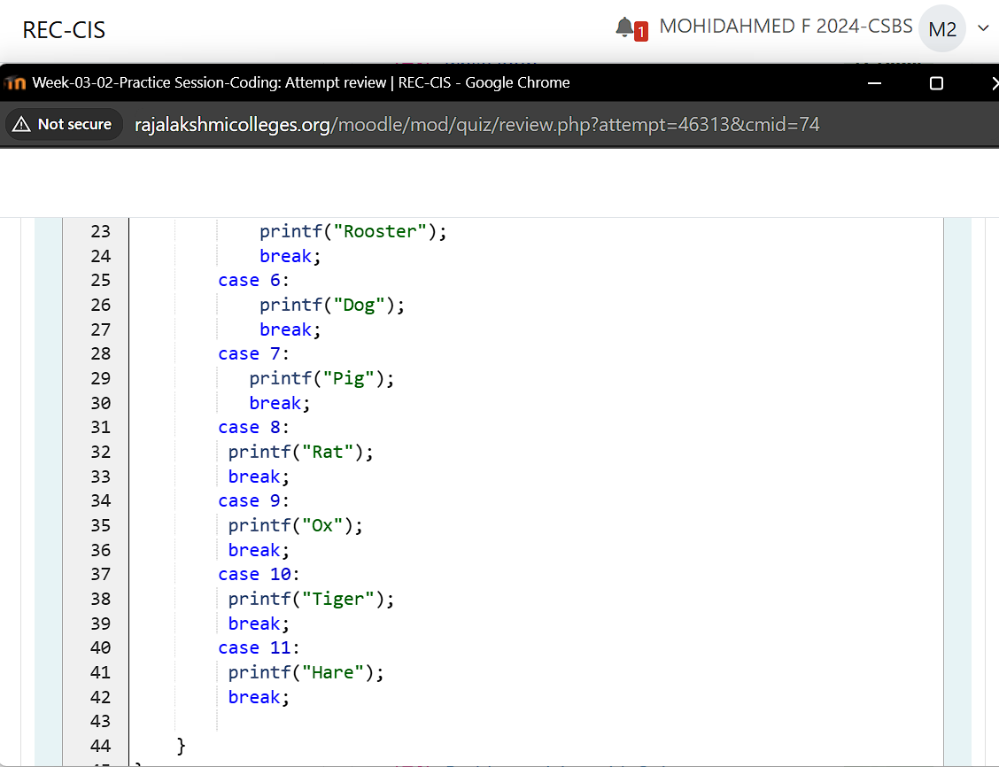 REC-CIS
1 MOHIDAHMED F 2024-CSBS M2
Week-03-02-Practice Session-Coding: Attempt review | REC-CIS - Google Chrome
Not secure rajalakshmicolleges.org/moodle/mod/quiz/review.php?attempt=46313&cmid=74
23 printf("Rooster");
24 break;
25 case 6:
26 printf("Dog");
27 break;
28 case 7:
29 printf("Pig");
30 break;
31 case 8:
32 printf("Rat");
33 break;
34 case 9:
35 printf("Ox");
36 break;
37 case 10:
38 printf("Tiger");
39 break;
40 case 11:
41 printf("Hare");
42 break;
43
44 }